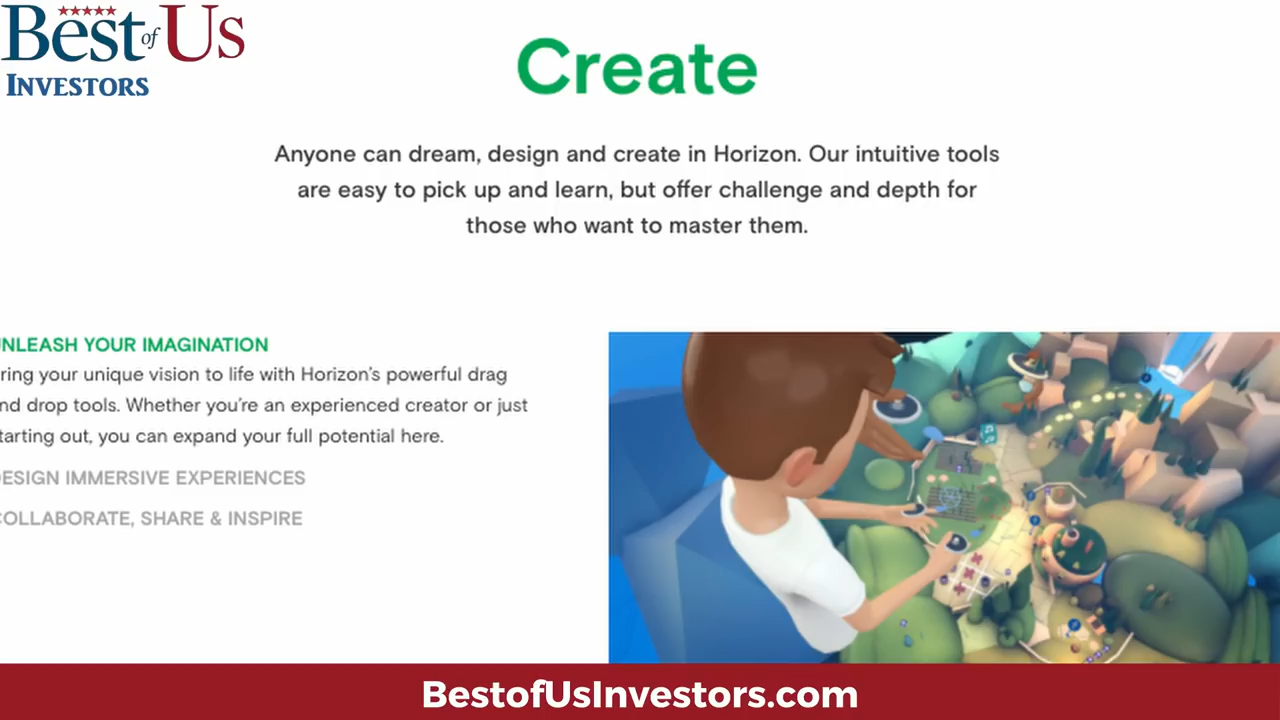 Best of Us
Investors
Create
Anyone can dream, design and create in Horizon. Our intuitive tools
are easy to pick up and learn, but offer challenge and depth for
those who want to master them.
NLEASH YOUR IMAGINATION
ring your unique vision to life with Horizon's powerful drag
nd drop tools. Whether you're an experienced creator or just
tarting out, you can expand your full potential here.
ESIGN IMMERSIVE EXPERIENCES
COLLABORATE, SHARE & INSPIRE
BestofUsInvestors.com